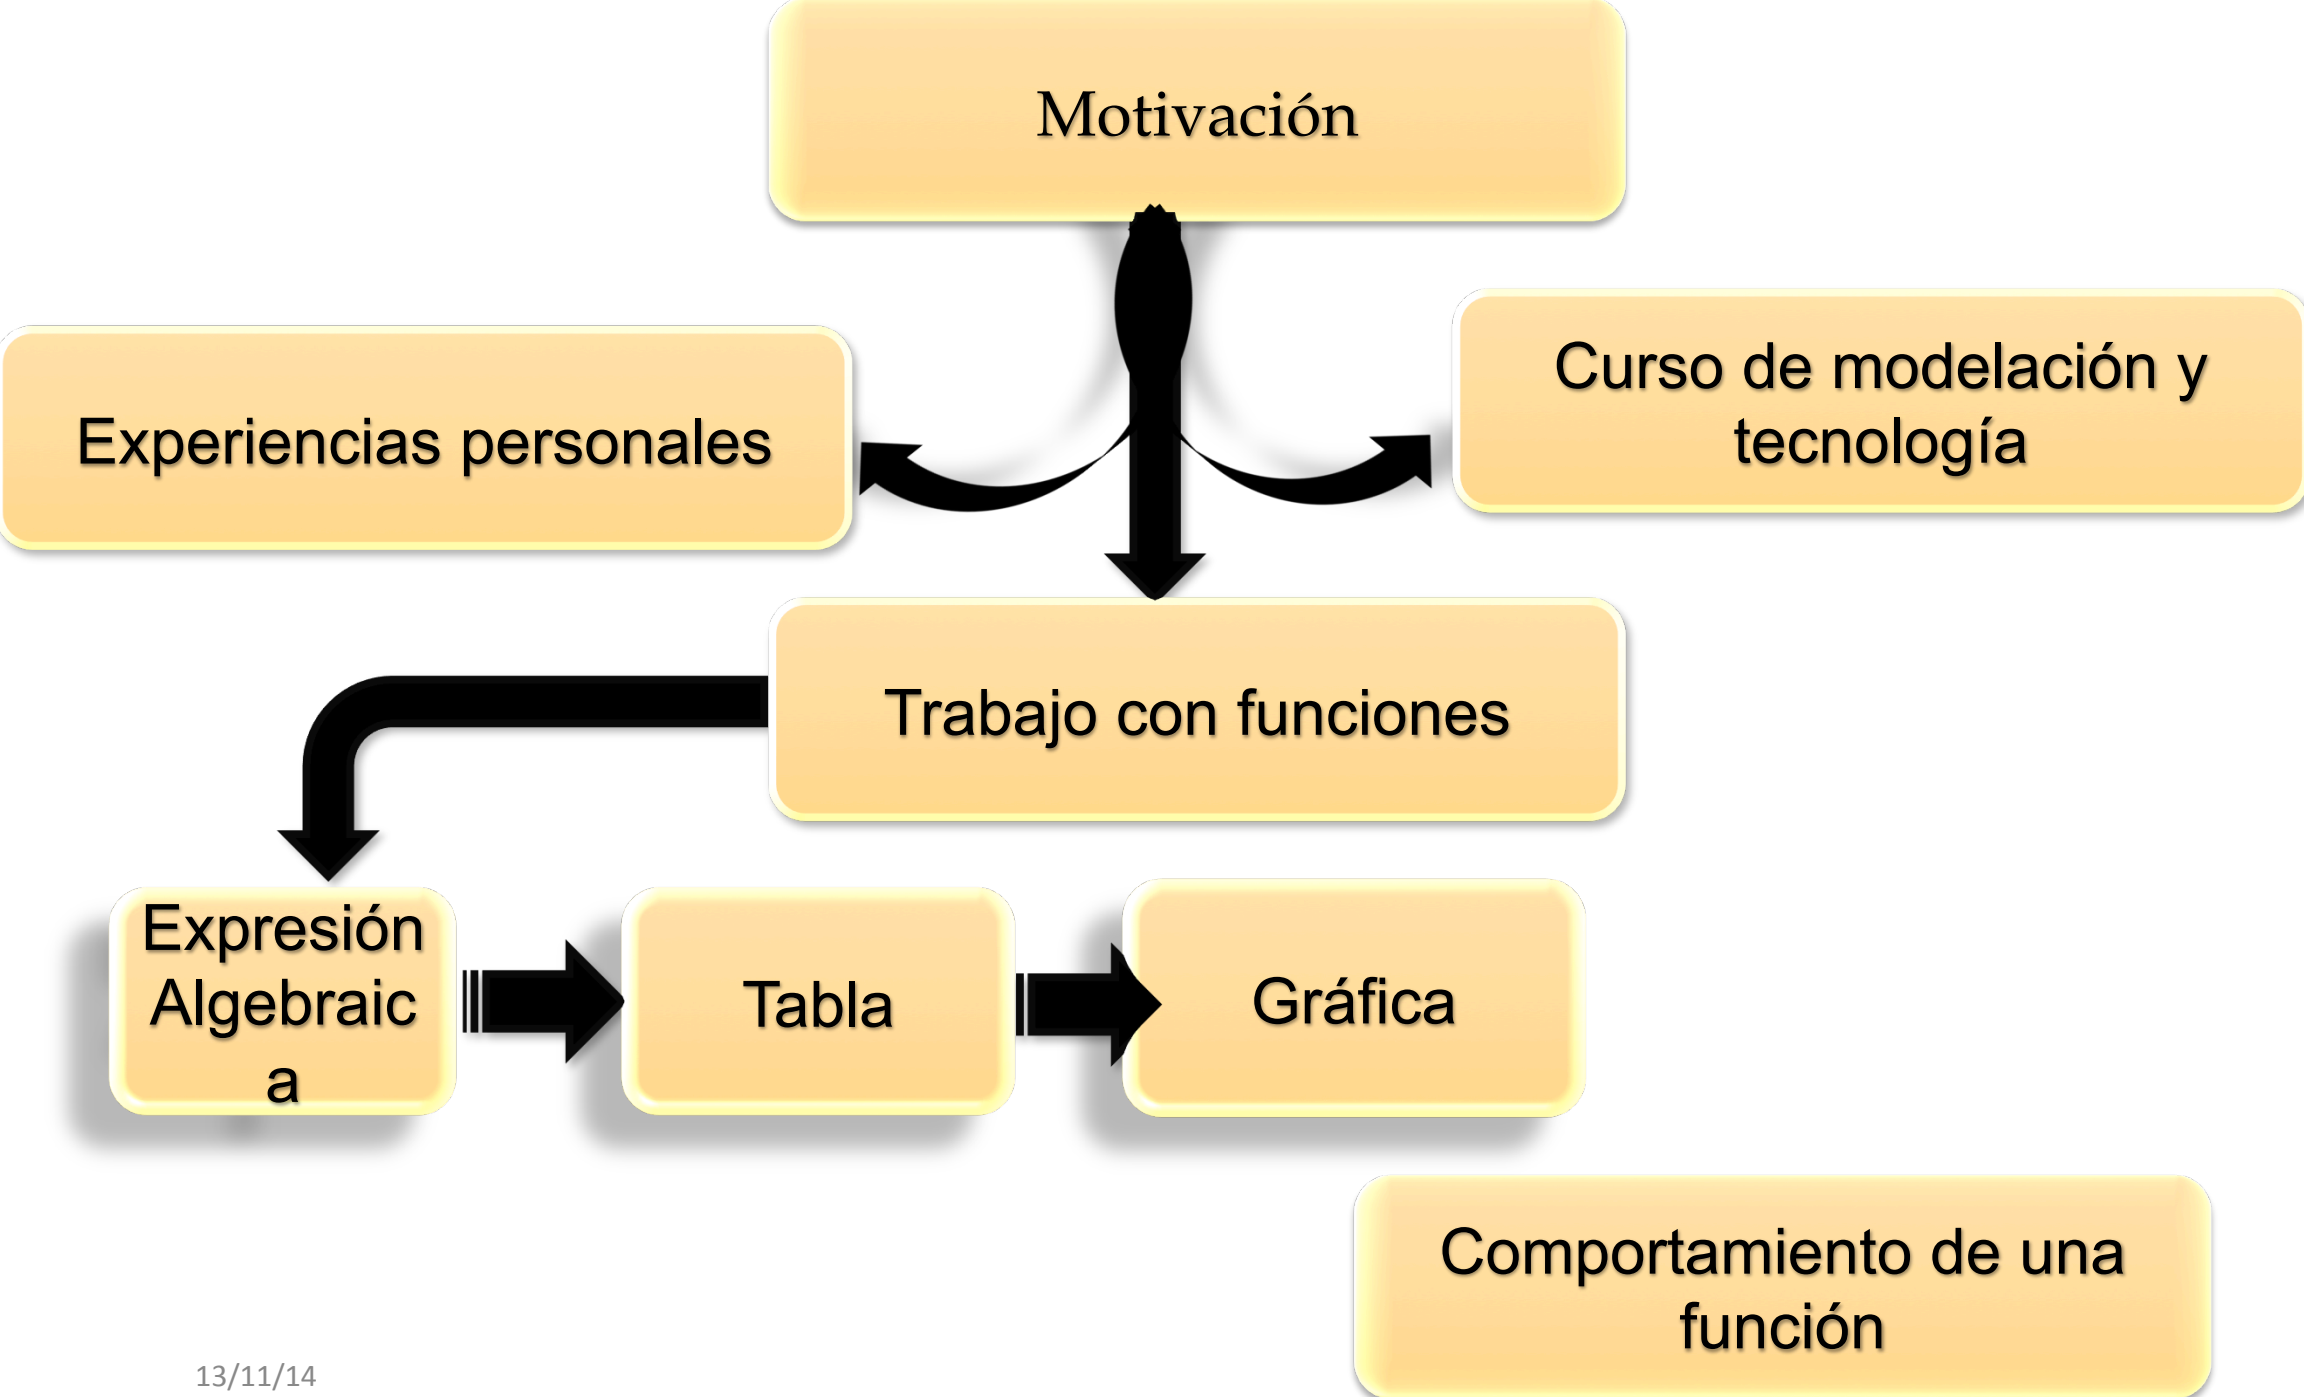 Motivación
Experiencias personales
Curso de modelación y
tecnología
Trabajo con funciones
Expresión
Algebraic
a
Tabla
Gráfica
Comportamiento de una
función
13/11/14